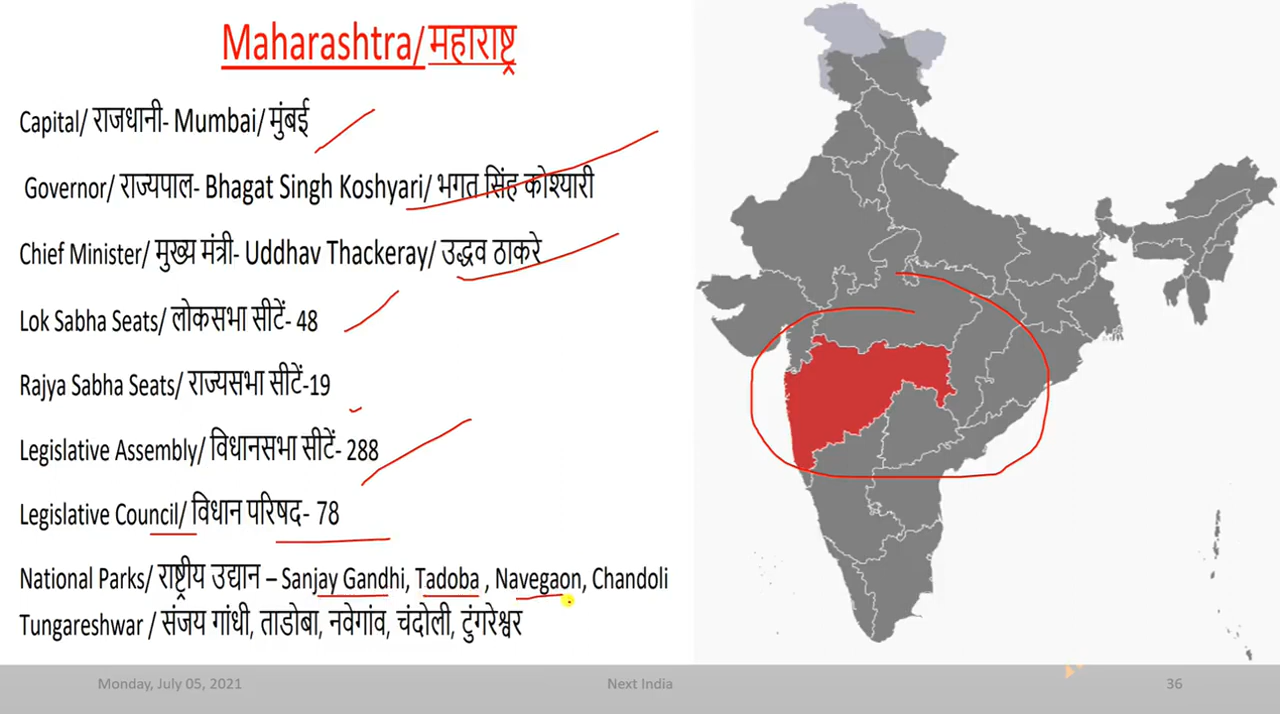 Maharashtra/ महाराष्ट्र
Capital/ राजधानी- Mumbai/ मुंबई
Governor/ राज्यपाल- Bhagat Singh Koshyari/ भगत सिंह कोश्यारी
Chief Minister/ मुख्य मंत्री- Uddhav Thackeray/ उद्धव ठाकरे
Lok Sabha Seats/ लोकसभा सीटें- 48
Rajya Sabha Seats/ राज्यसभा सीटें-19
Legislative Assembly/ विधानसभा सीटें- 288
Legislative Council/ विधान परिषद- 78
National Parks/ राष्ट्रीय उद्यान – Sanjay Gandhi, Tadoba , Navegaon, Chandoli
Tungareshwar / संजय गांधी, ताडोबा, नवेगांव, चंदोली, टुंगरेश्वर
Monday, July 05, 2021
Next India
36